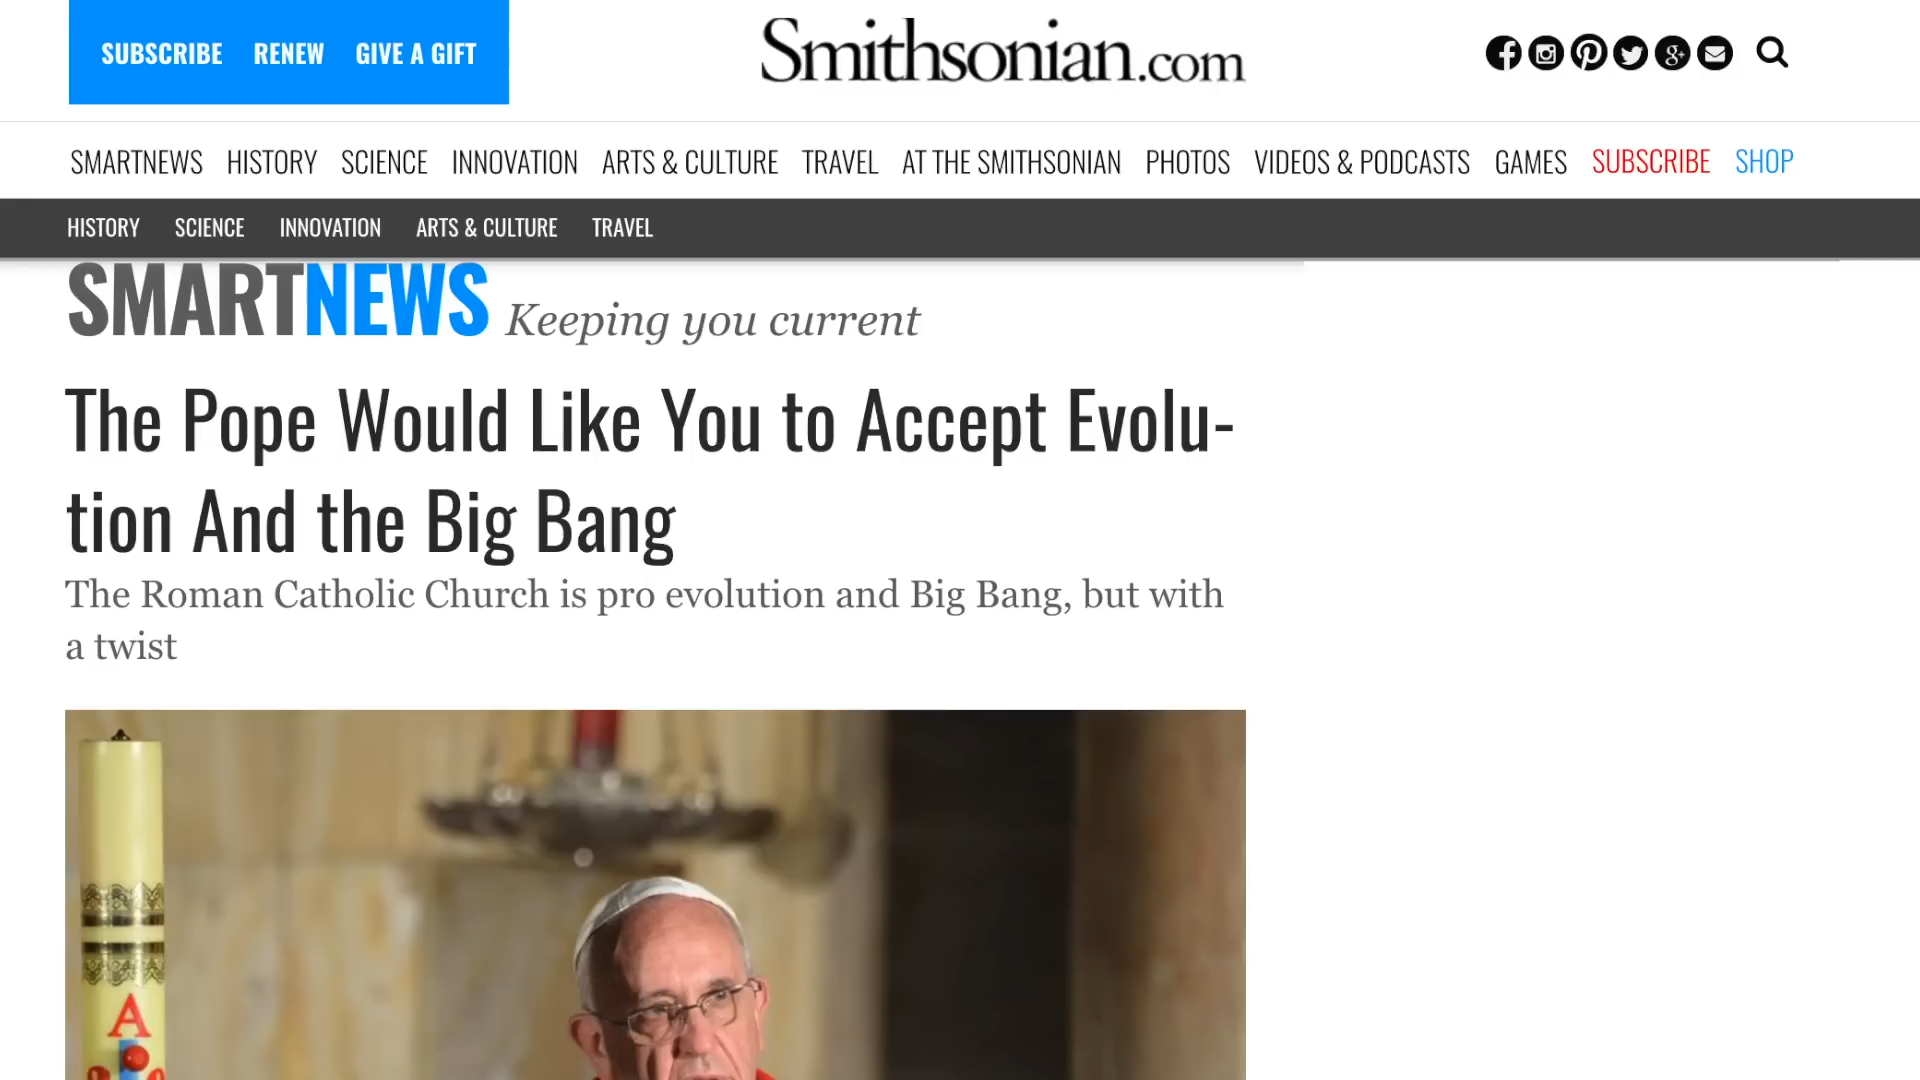 SUBSCRIBE RENEW GIVE A GIFT
Smithsonian.com
SMARTNEWS HISTORY SCIENCE INNOVATION ARTS & CULTURE TRAVEL AT THE SMITHSONIAN PHOTOS VIDEOS & PODCASTS GAMES SUBSCRIBE SHOP
HISTORY SCIENCE INNOVATION ARTS & CULTURE TRAVEL
SMARTNEWS Keeping you current
The Pope Would Like You to Accept Evolu-
tion And the Big Bang
The Roman Catholic Church is pro evolution and Big Bang, but with
a twist
A